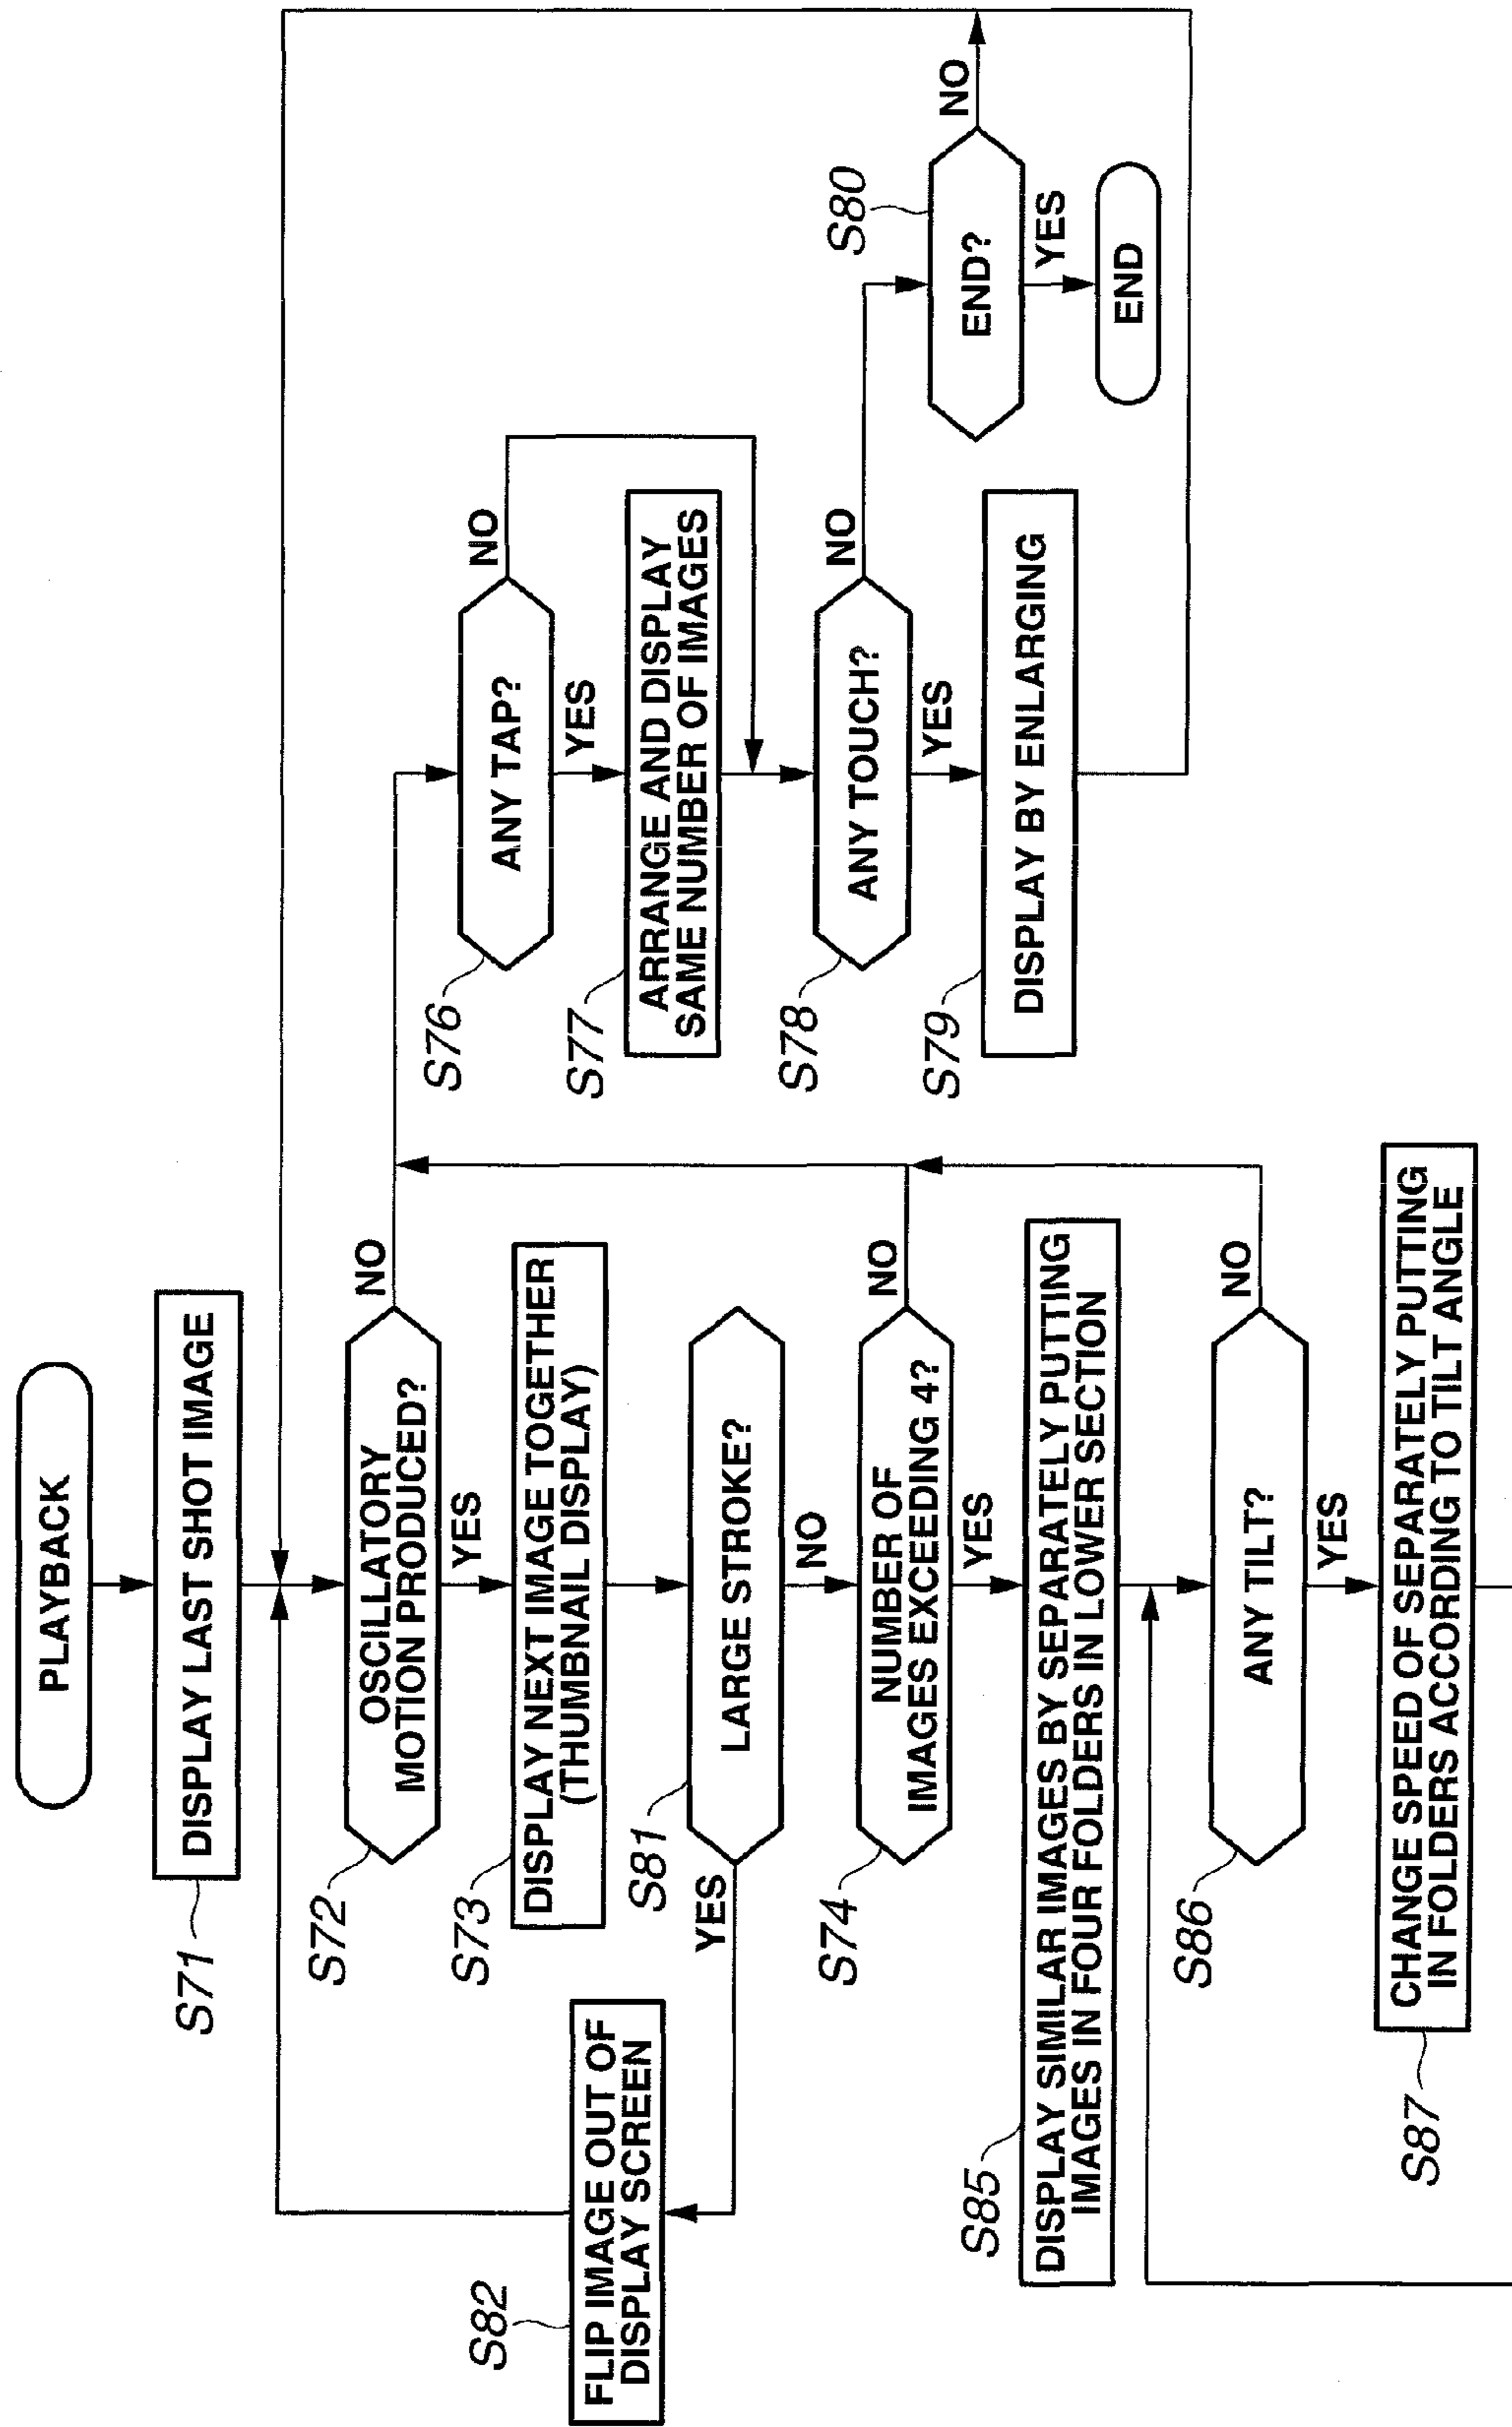 PLAYBACK
DISPLAY LAST SHOT IMAGE
S71
OSCILLATORY
MOTION PRODUCED?
S72
NO
YES
DISPLAY NEXT IMAGE TOGETHER
(THUMBNAIL DISPLAY)
S73
LARGE STROKE?
S81
YES
NO
FLIP IMAGE OUT OF
DISPLAY SCREEN
S82
NUMBER OF
IMAGES EXCEEDING 4?
S74
NO
YES
DISPLAY SIMILAR IMAGES BY SEPARATELY PUTTING
IMAGES IN FOUR FOLDERS IN LOWER SECTION
S85
ANY TILT?
S86
NO
YES
CHANGE SPEED OF SEPARATELY PUTTING
IN FOLDERS ACCORDING TO TILT ANGLE
S87
ANY TAP?
S76
NO
YES
ARRANGE AND DISPLAY
SAME NUMBER OF IMAGES
S77
ANY TOUCH?
S78
NO
YES
DISPLAY BY ENLARGING
S79
END?
S80
NO
YES
END